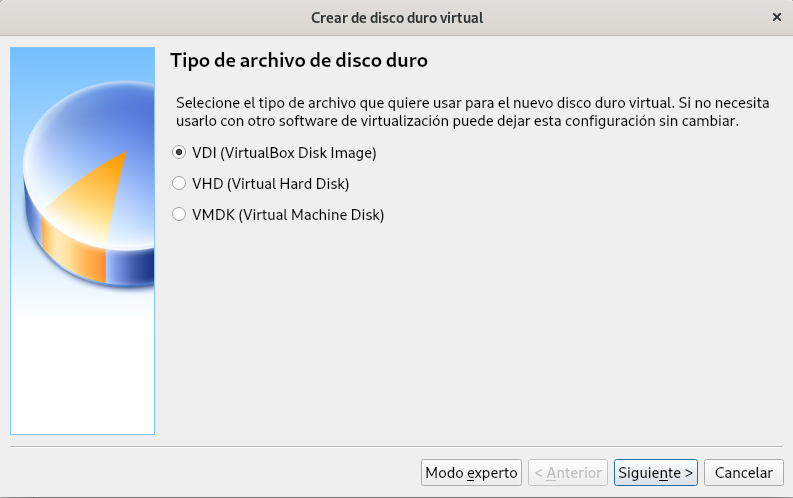 Crear de disco duro virtual
Tipo de archivo de disco duro
Selecione el tipo de archivo que quiere usar para el nuevo disco duro virtual. Si no necesita
usarlo con otro software de virtualización puede dejar esta configuración sin cambiar.
VDI (VirtualBox Disk Image)
VHD (Virtual Hard Disk)
VMDK (Virtual Machine Disk)
Modo experto
< Anterior
Siguiente >
Cancelar